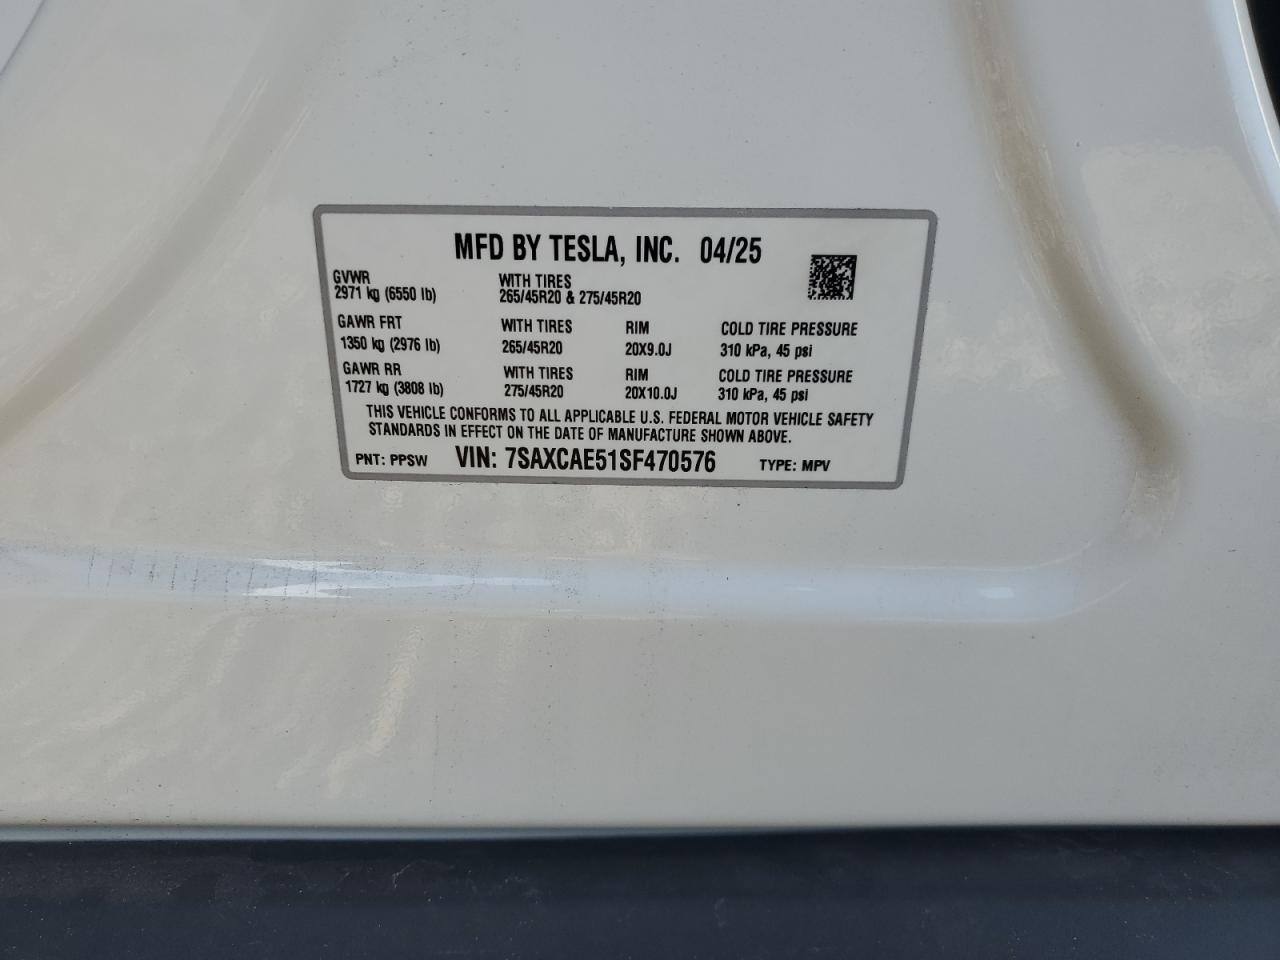 MFD BY TESLA, INC. 04/25
GVWR WITH TIRES
2971 kg (6550 lb) 265/45R20 & 275/45R20
GAWR FRT WITH TIRES RIM COLD TIRE PRESSURE
1350 kg (2976 lb) 265/45R20 20X9.0J 310 kPa, 45 psi
GAWR RR WITH TIRES RIM COLD TIRE PRESSURE
1727 kg (3808 lb) 275/45R20 20X10.0J 310 kPa, 45 psi
THIS VEHICLE CONFORMS TO ALL APPLICABLE U.S. FEDERAL MOTOR VEHICLE SAFETY
STANDARDS IN EFFECT ON THE DATE OF MANUFACTURE SHOWN ABOVE.
PNT: PPSW VIN: 7SAXCAE51SF470576 TYPE: MPV